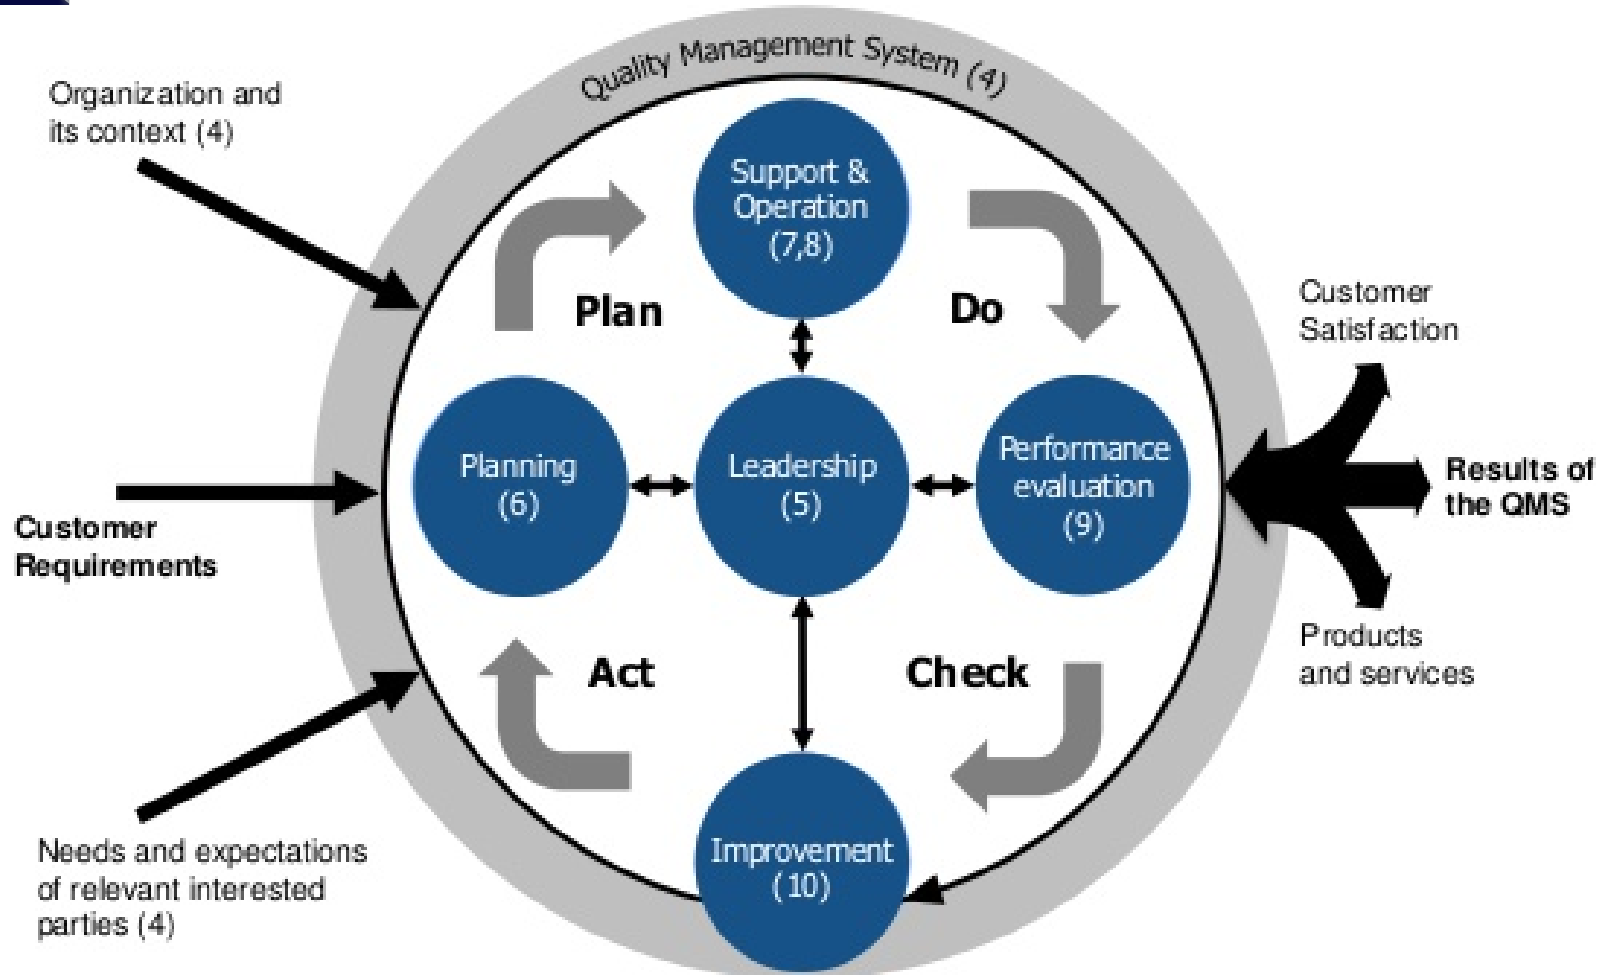 Quality Management System (4)
Organization and
its context (4)
Support &
Operation
(7,8)
Plan
Do
Customer
Satisfaction
Planning
(6)
Leadership
(5)
Performance
evaluation
(9)
Results of
the QMS
Customer
Requirements
Act
Check
Products
and services
Improvement
(10)
Needs and expectations
of relevant interested
parties (4)